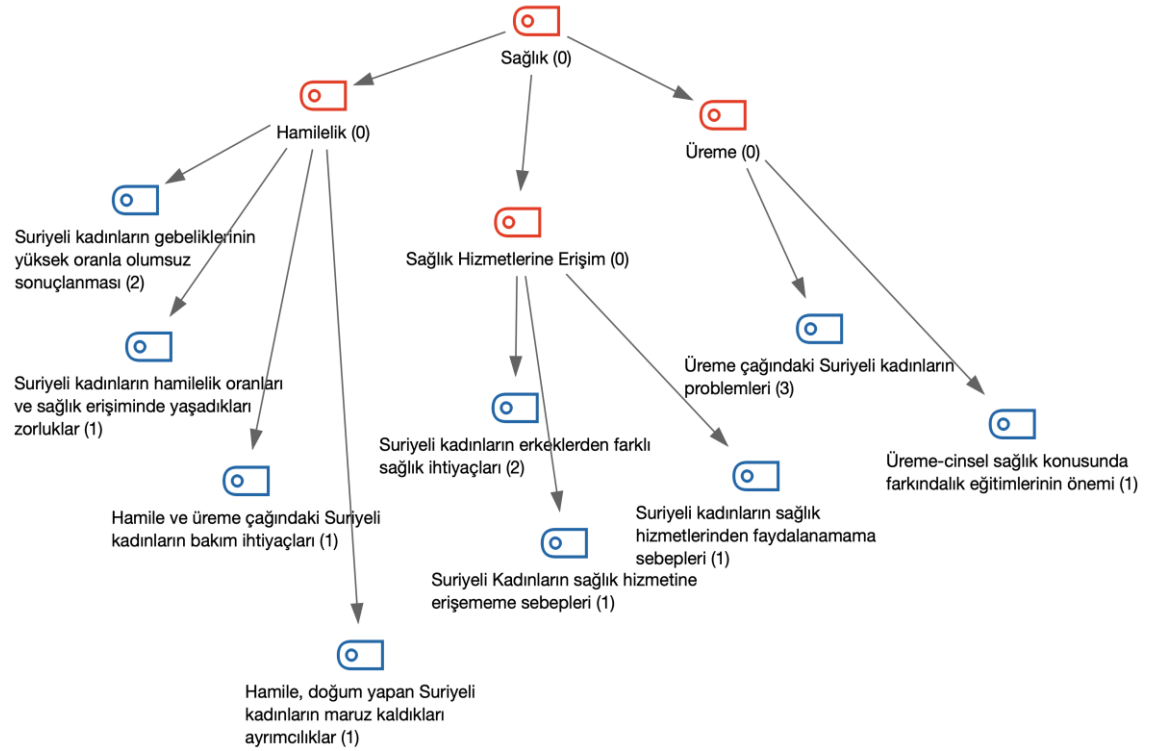 Sağlık (0)
Hamilelik (0)
Üreme (0)
Suriyeli kadınların gebeliklerinin
yüksek oranla olumsuz
sonuçlanması (2)
Sağlık Hizmetlerine Erişim (0)
Suriyeli kadınların hamilelik oranları
ve sağlık erişiminde yaşadıkları
zorluklar (1)
Üreme çağındaki Suriyeli kadınların
problemleri (3)
Suriyeli kadınların erkeklerden farklı
sağlık ihtiyaçları (2)
Üreme-cinsel sağlık konusunda
farkındalık eğitimlerinin önemi (1)
Hamile ve üreme çağındaki Suriyeli
kadınların bakım ihtiyaçları (1)
Suriyeli kadınların sağlık
hizmetlerinden faydalanamama
sebepleri (1)
Suriyeli Kadınların sağlık hizmetine
erişememe sebepleri (1)
Hamile, doğum yapan Suriyeli
kadınların maruz kaldıkları
ayrımcılıklar (1)